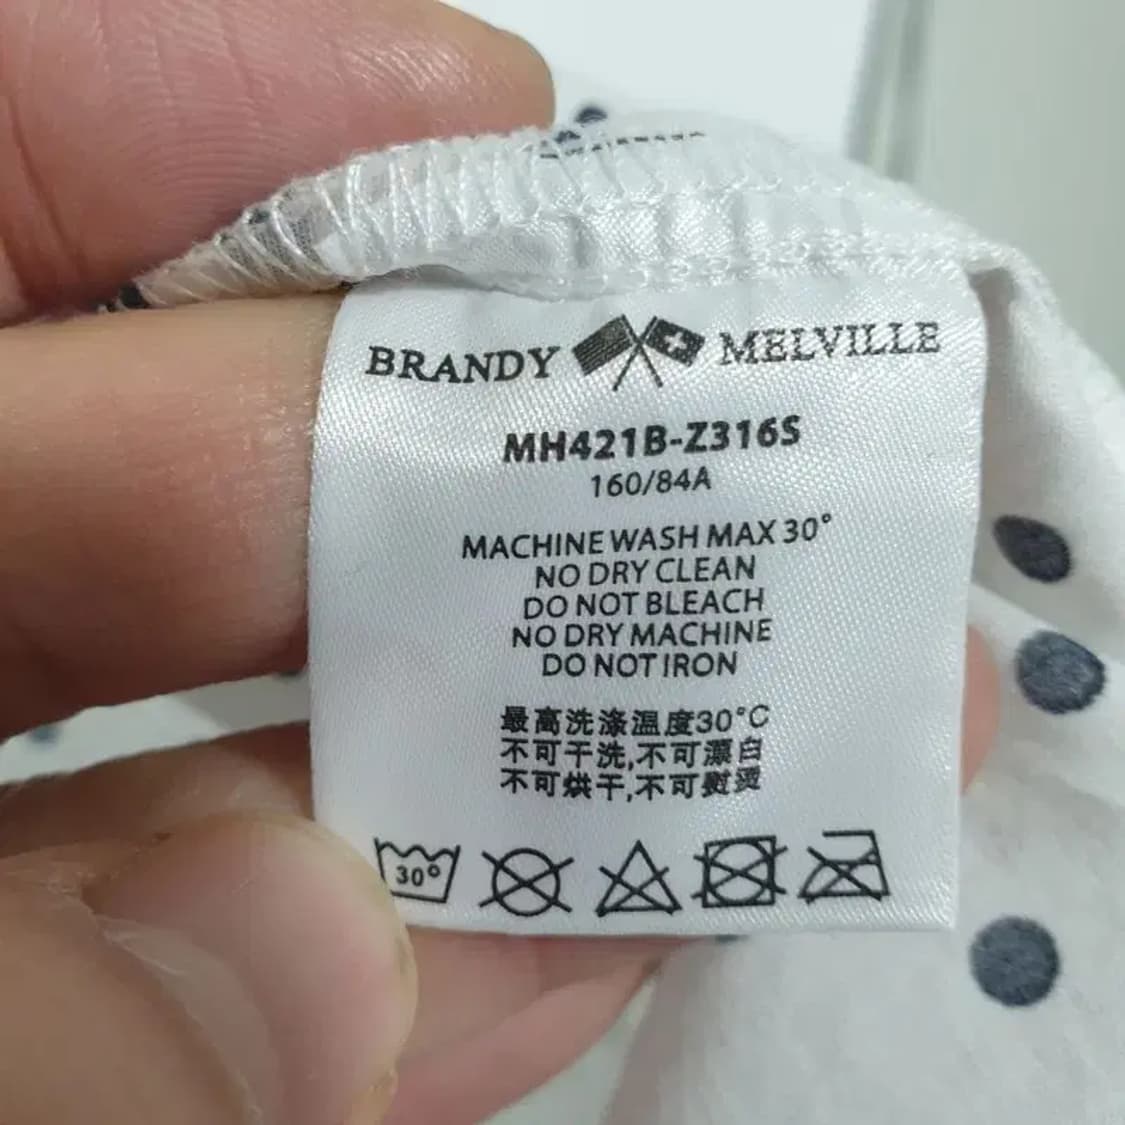 BRANDY MELVILLE
MH421B-Z316S
160/84A
MACHINE WASH MAX 30°
NO DRY CLEAN
DO NOT BLEACH
NO DRY MACHINE
DO NOT IRON
最高洗涤温度30°C
不可干洗,不可漂白
不可烘干,不可熨烫
30°